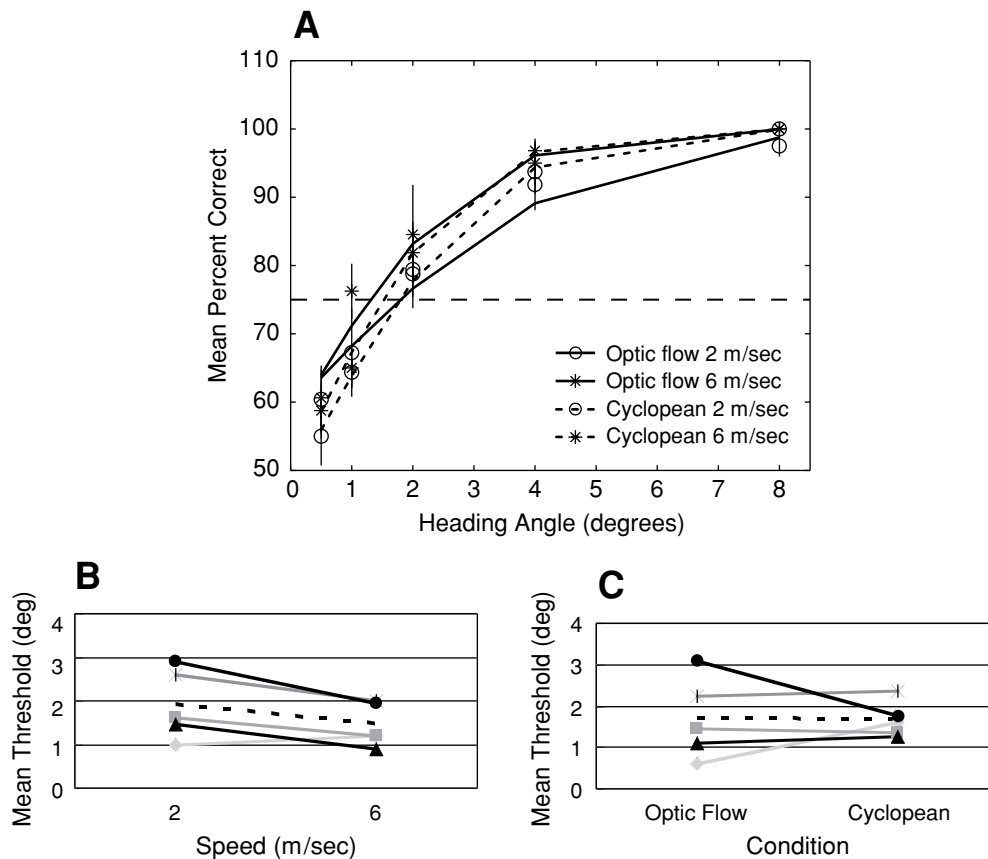 A
110
100
90
80
70
60
50
Mean Percent Correct
0 1 2 3 4 5 6 7 8
Heading Angle (degrees)
Optic flow 2 m/sec
Optic flow 6 m/sec
Cyclopean 2 m/sec
Cyclopean 6 m/sec
B
4
3
2
1
0
Mean Threshold (deg)
2 6
Speed (m/sec)
C
4
3
2
1
0
Mean Threshold (deg)
Optic Flow Cyclopean
Condition